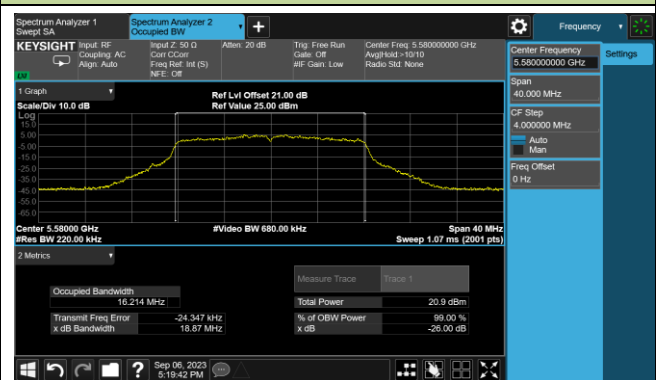 Spectrum Analyzer 1
Swept SA
Spectrum Analyzer 2
Occupied BW
+
Frequency
KEYSIGHT
Input: RF
Coupling: AC
Align: Auto
Input Z: 50 Ω
Corr CCorr
Freq Ref: Int (S)
NFE: Off
Atten: 20 dB
Trig: Free Run
Gate: Off
#IF Gain: Low
Center Freq: 5.580000000 GHz
Avg|Hold:>10/10
Radio Std: None
LXI
Center Frequency
5.580000000 GHz
Settings
Span
40.000 MHz
CF Step
4.000000 MHz
Auto
Man
Freq Offset
0 Hz
1 Graph
Scale/Div 10.0 dB
Ref Lvl Offset 21.00 dB
Ref Value 25.00 dBm
Log
15.0
5.00
-5.00
-15.0
-25.0
-35.0
-45.0
-55.0
-65.0
Center 5.58000 GHz
#Res BW 220.00 kHz
#Video BW 680.00 kHz
Span 40 MHz
Sweep 1.07 ms (2001 pts)
2 Metrics
Measure Trace
Trace 1
Occupied Bandwidth
16.214 MHz
Total Power
20.9 dBm
Transmit Freq Error
-24.347 kHz
% of OBW Power
99.00 %
x dB Bandwidth
18.87 MHz
x dB
-26.00 dB
?
Sep 06, 2023
5:19:42 PM